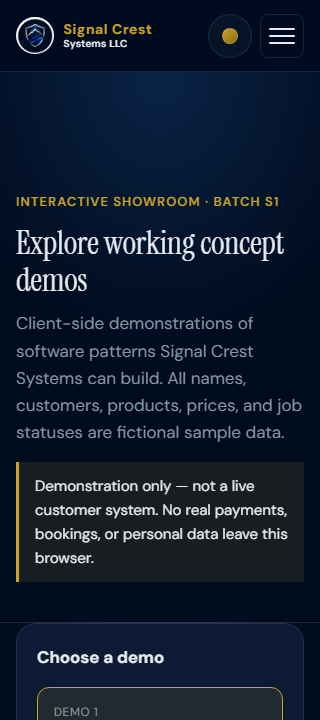 Signal Crest
Systems LLC
INTERACTIVE SHOWROOM · BATCH S1
Explore working concept
demos
Client-side demonstrations of
software patterns Signal Crest
Systems can build. All names,
customers, products, prices, and job
statuses are fictional sample data.
Demonstration only — not a live
customer system. No real payments,
bookings, or personal data leave this
browser.
Choose a demo
DEMO 1